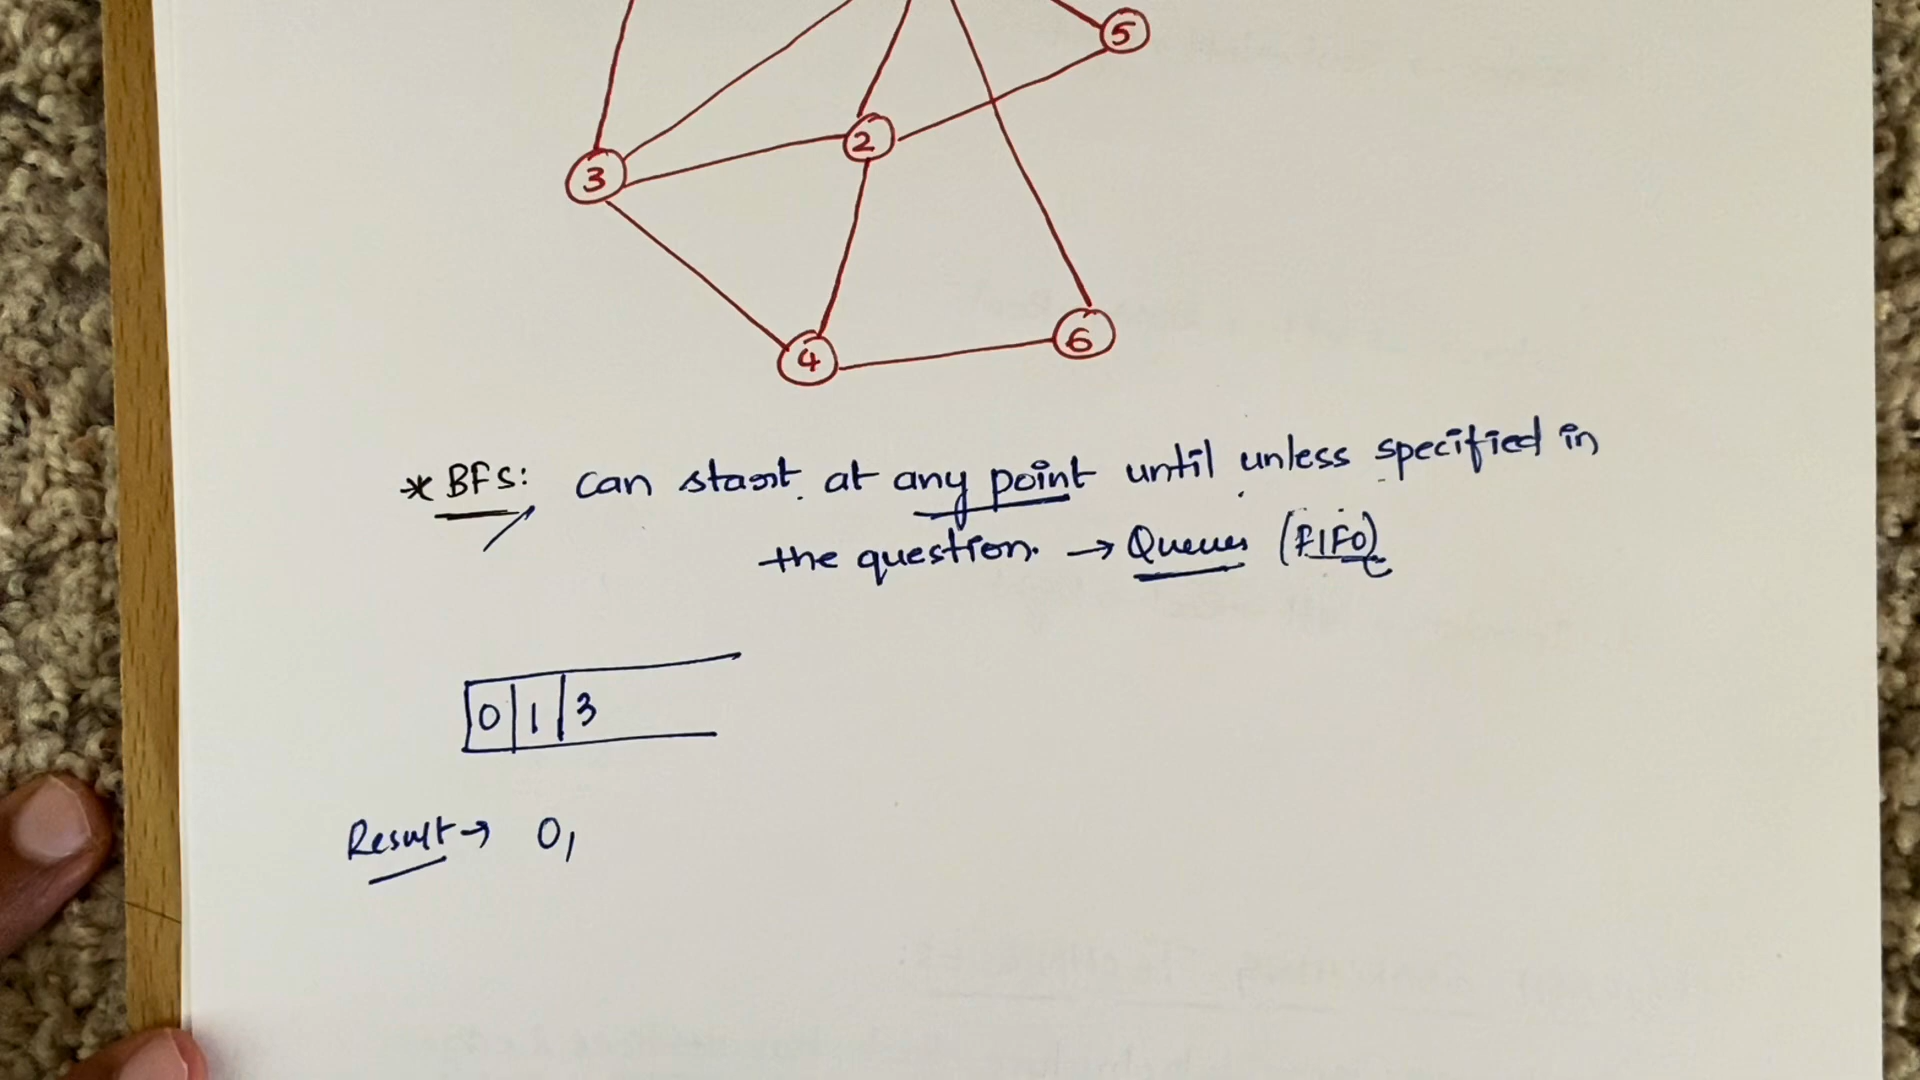 5
2
3
4
6
* BFS: can start at any point until unless specified in
the question. → Queues (FIFO)
0 1 3
Result → 0,